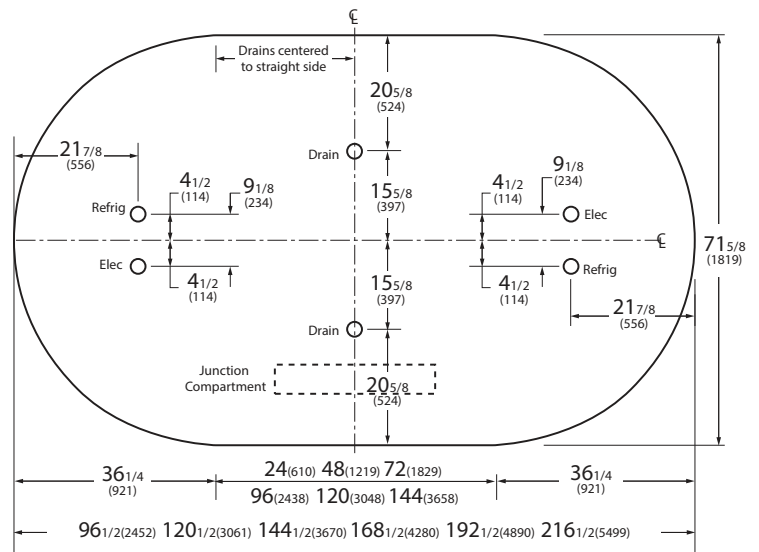 ℄
Drains centered
to straight side
20 5/8
(524)
21 7/8
(556)
Drain
4 1/2
(114)
9 1/8
(234)
15 5/8
(397)
4 1/2
(114)
9 1/8
(234)
Refrig
Elec
℄
71 5/8
(1819)
Elec
Refrig
4 1/2
(114)
15 5/8
(397)
4 1/2
(114)
21 7/8
(556)
Drain
Junction
Compartment
20 5/8
(524)
36 1/4
(921)
24(610) 48(1219) 72(1829)
96(2438) 120(3048) 144(3658)
36 1/4
(921)
96 1/2(2452) 120 1/2(3061) 144 1/2(3670) 168 1/2(4280) 192 1/2(4890) 216 1/2(5499)